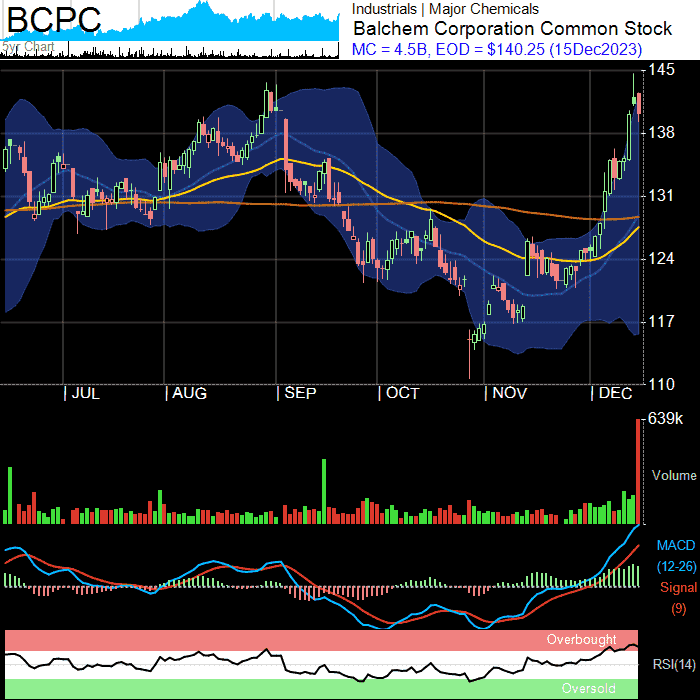 BCPC
5yr Chart
Industrials | Major Chemicals
Balchem Corporation Common Stock
MC = 4.5B, EOD = $140.25 (15Dec2023)
145
138
131
124
117
110
| JUL | AUG | SEP | OCT | NOV | DEC
639k
Volume
MACD
(12-26)
Signal
(9)
Overbought
RSI(14)
Oversold